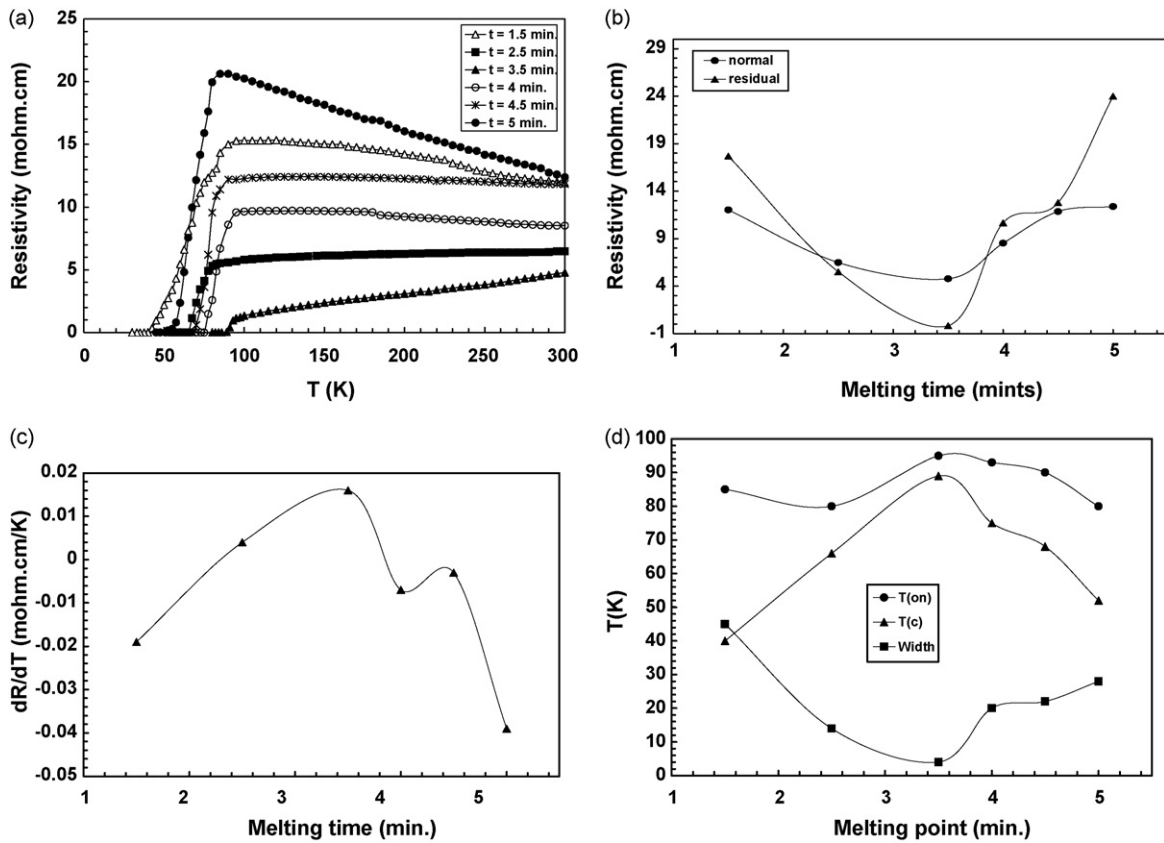 (a)
25
20
15
10
5
0
Resistivity (mohm.cm)
t = 1.5 min.
t = 2.5 min.
t = 3.5 min.
t = 4 min.
t = 4.5 min.
t = 5 min.
0 50 100 150 200 250 300
T (K)
(b)
29
24
19
14
9
4
-1
Resistivity (mohm.cm)
normal
residual
1 2 3 4 5
Melting time (mints)
(c)
0.02
0.01
0
-0.01
-0.02
-0.03
-0.04
-0.05
dR/dT (mohm.cm/K)
1 2 3 4 5
Melting time (min.)
(d)
100
90
80
70
60
50
40
30
20
10
0
T(K)
T(on)
T(c)
Width
1 2 3 4 5
Melting point (min.)